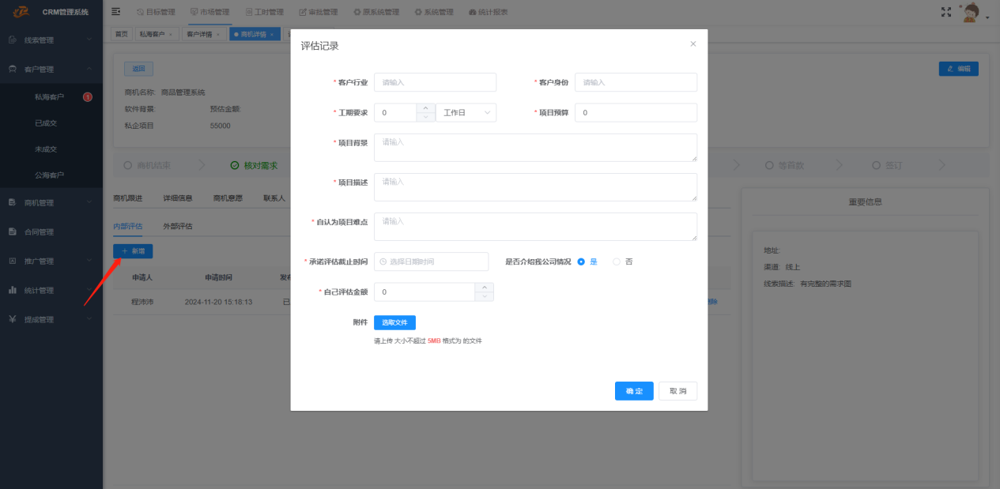 CRM管理系统
目标管理 市场管理 工时管理 审批管理 原系统管理 系统管理 统计报表
首页 私海客户 × 客户详情 × 商机详情 ×
线索管理
客户管理
私海客户 1
已成交
未成交
公海客户
商机管理
合同管理
推广管理
统计管理
提成管理
返回
编辑
商机名称: 商品管理系统
软件背景: 预估金额:
私企项目 55000
商机结束 核对需求 等首款 签订
商机跟进 详细信息 商机意愿 联系人
内部评估 外部评估
+ 新增
申请人 申请时间
程沛沛 2024-11-20 15:18:13 已
重要信息
地址:
渠道: 线上
线索描述: 有完整的需求图
评估记录 ×
* 客户行业 请输入 * 客户身份 请输入
* 工期要求 0 工作日 * 项目预算 0
* 项目背景 请输入
* 项目描述 请输入
* 自认为项目难点 请输入
* 承诺评估截止时间 选择日期时间 是否介绍我公司情况 是 否
* 自己评估金额 0
附件 选取文件
请上传 大小不超过 5MB 格式为 的文件
确 定 取 消